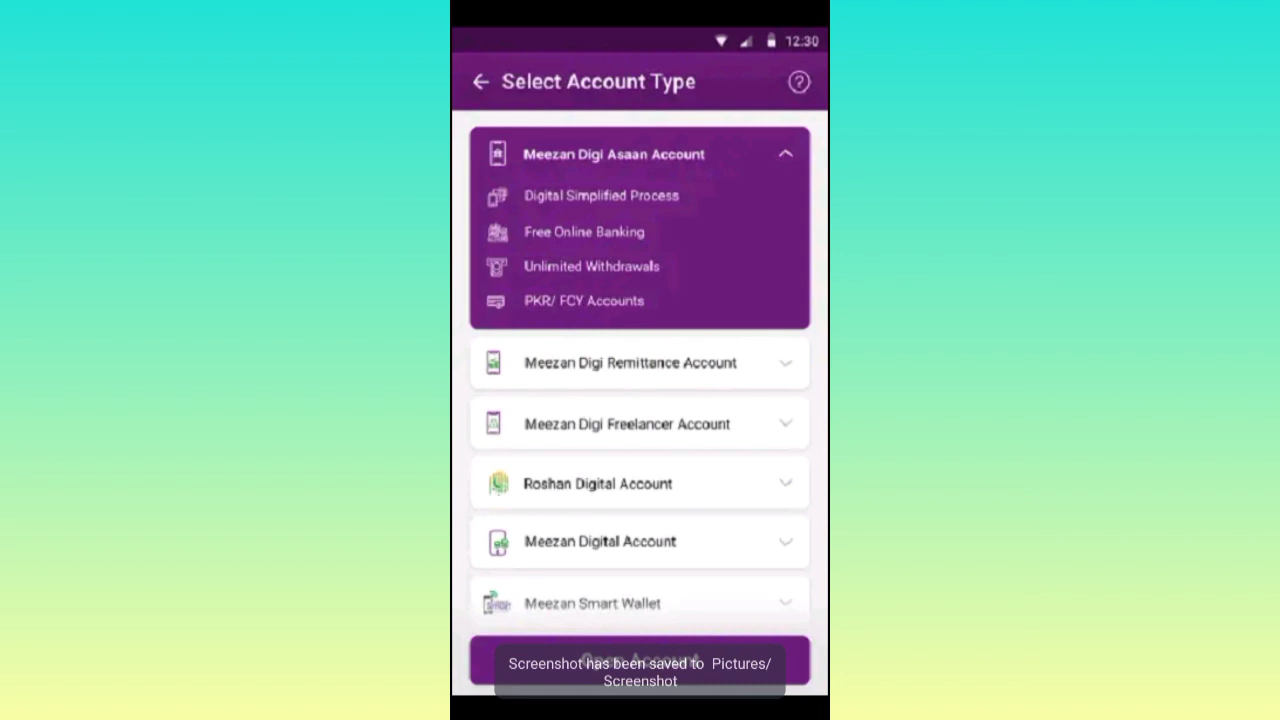 12:30
Select Account Type
Meezan Digi Asaan Account
Digital Simplified Process
Free Online Banking
Unlimited Withdrawals
PKR/ FCY Accounts
Meezan Digi Remittance Account
Meezan Digi Freelancer Account
Roshan Digital Account
Meezan Digital Account
Meezan Smart Wallet
Open Account
Screenshot has been saved to Pictures/
Screenshot